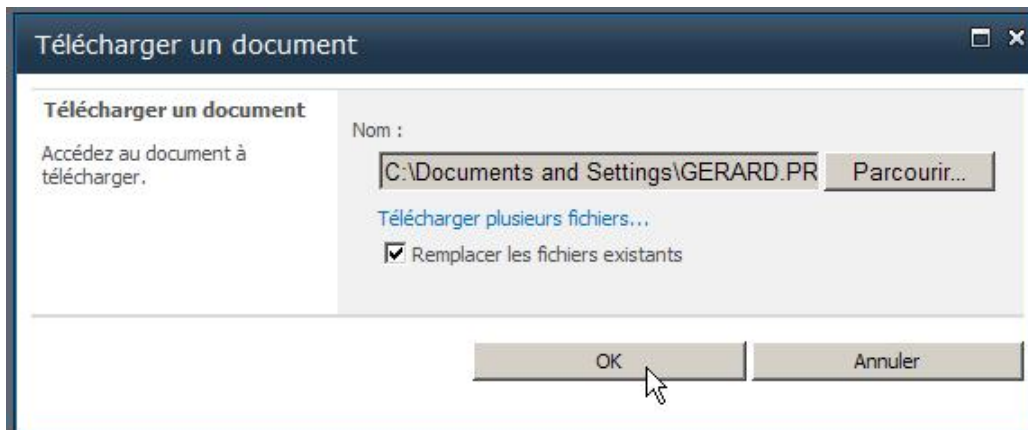 Télécharger un document
Télécharger un document
Accédez au document à
télécharger.
Nom :
C:\Documents and Settings\GERARD.PR
Parcourir...
Télécharger plusieurs fichiers...
Remplacer les fichiers existants
OK
Annuler